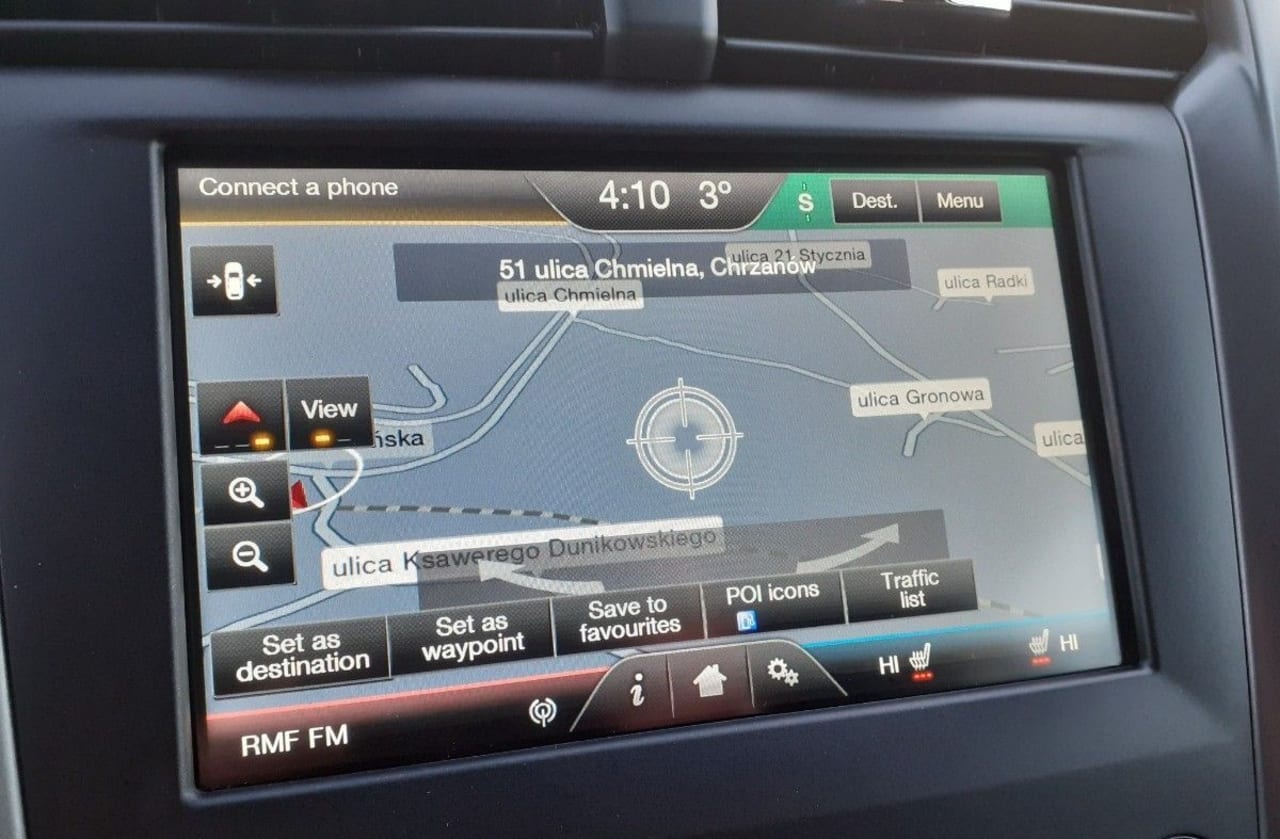 Connect a phone
4:10 3º
S
Dest.
Menu
51 ulica Chmielna, Chrzanów
ulica 21 Stycznia
ulica Chmielna
ulica Radki
View
ńska
ulica Gronowa
ulica
ulica Ksawerego Dunikowskiego
Set as
destination
Set as
waypoint
Save to
favourites
POI icons
Traffic
list
RMF FM
i
HI
HI